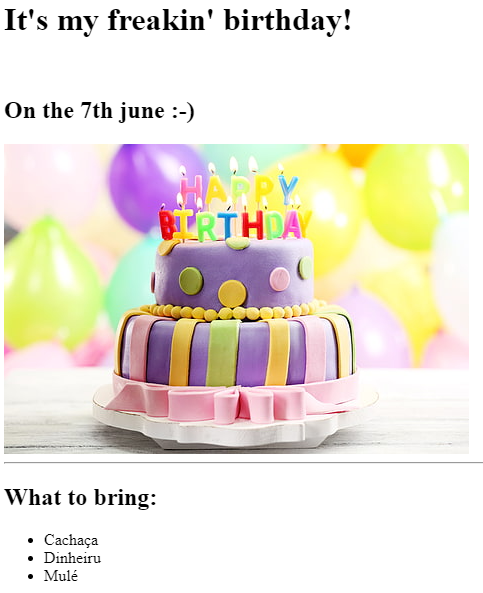 It's my freakin' birthday!
On the 7th june :-)
HAPPY
BIRTHDAY
What to bring:
Cachaça
Dinheiru
Mulé